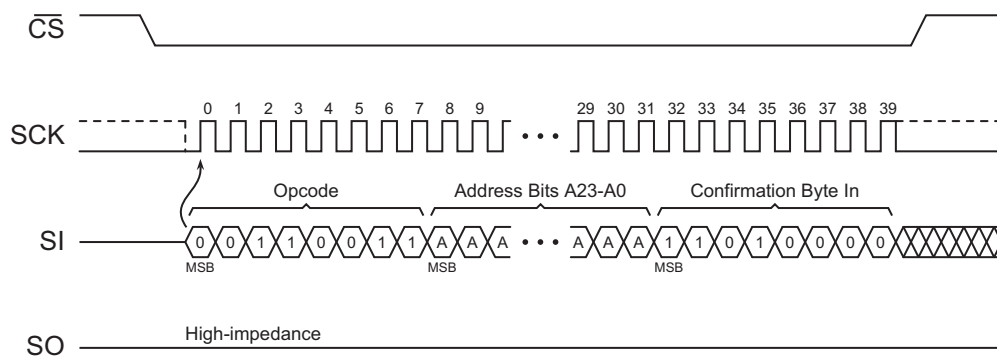 CS
0 1 2 3 4 5 6 7 8 9 29 30 31 32 33 34 35 36 37 38 39
SCK
Opcode Address Bits A23-A0 Confirmation Byte In
SI 0 0 1 1 0 0 1 1 A A A A A A 1 1 0 1 0 0 0 0
MSB MSB MSB
High-impedance
SO